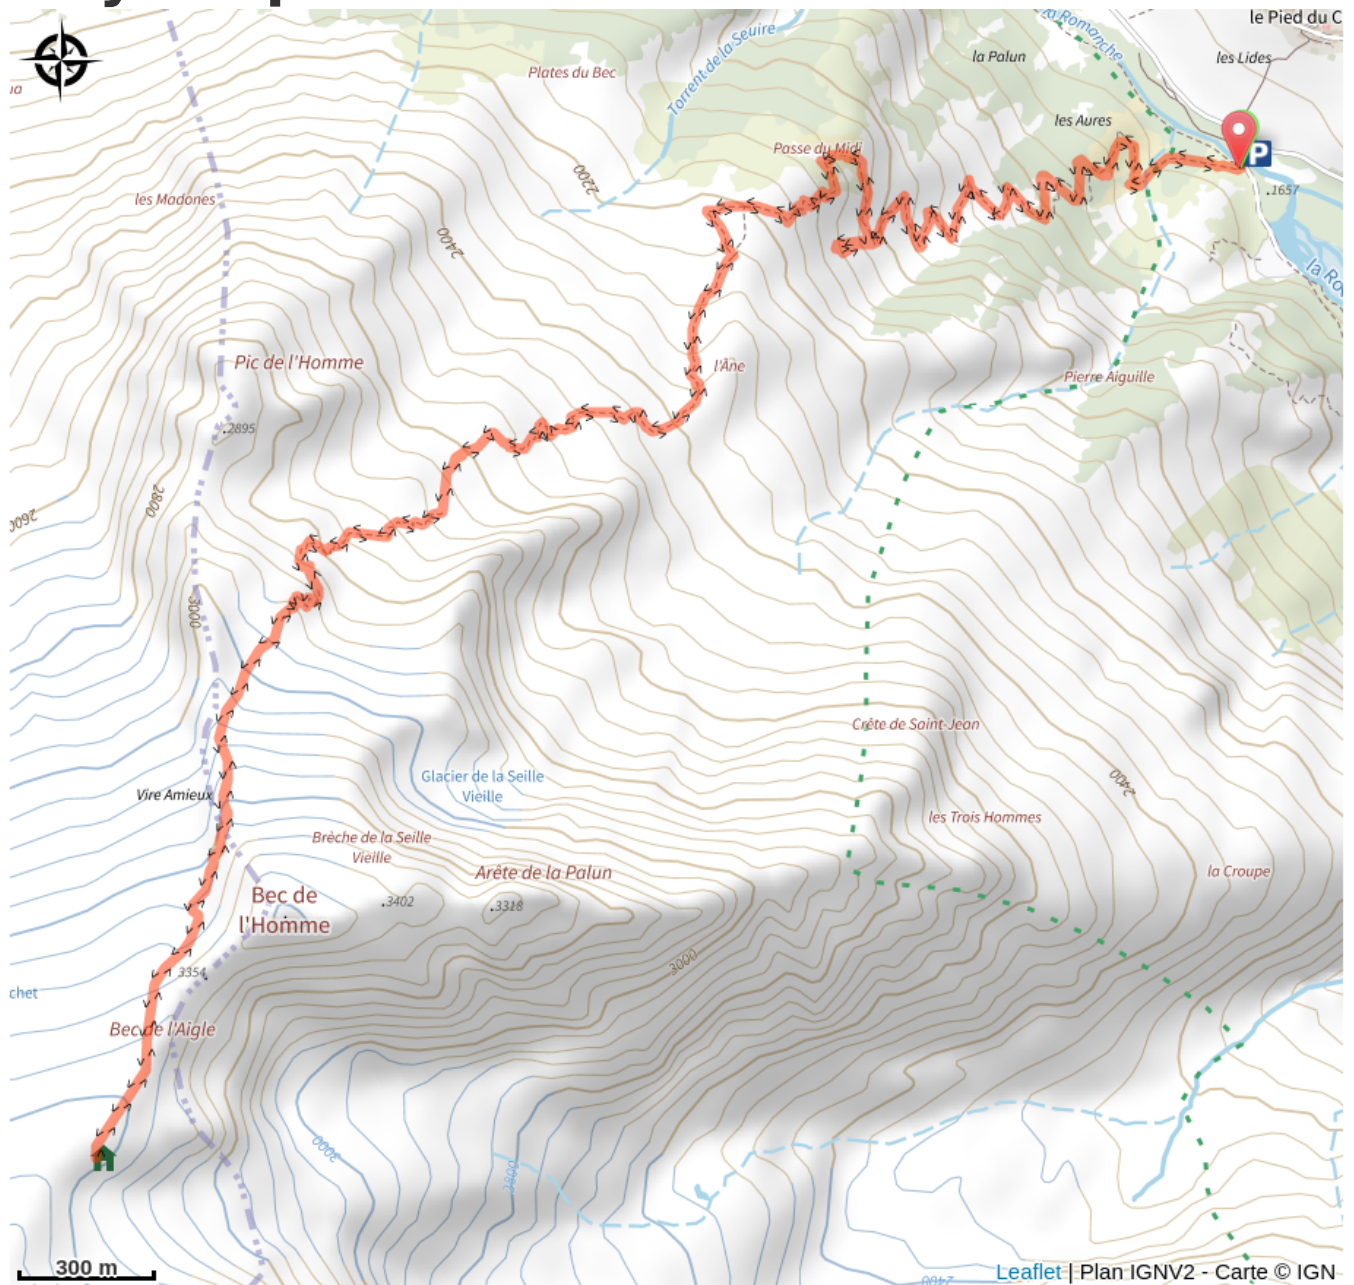 le Pied du C
la Romanche
Torrent de la Seuire
la Palun
les Lides
Plates du Bec
les Aures
Passe du Midi
P
.1657
2200
les Madones
2400
la Ro
Pic de l'Homme
l'Âne
Pierre Aiguille
.2895
2800
2600
3000
Crête de Saint-Jean
Glacier de la Seille
Vieille
2400
Vire Amieux
les Trois Hommes
Brèche de la Seille
Vieille
Arête de la Palun
la Croupe
Bec de
l'Homme
.3402
.3318
3000
3354
chet
Bec de l'Aigle
3000
300 m
Leaflet | Plan IGNV2 - Carte © IGN